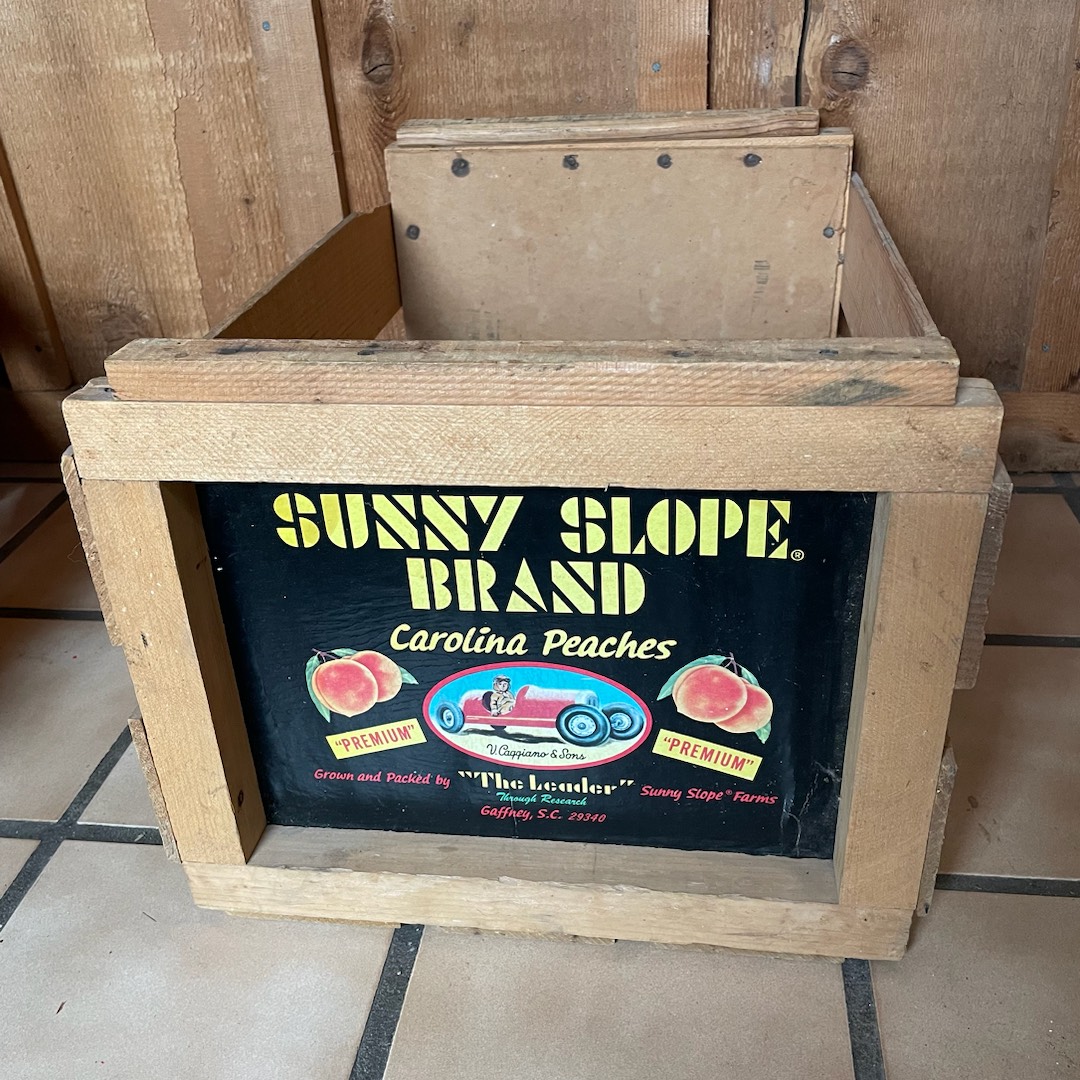 SUNNY SLOPE®
BRAND
Carolina Peaches
V. Caggiano & Sons
"PREMIUM"
"PREMIUM"
Grown and Packed by "The Leader" Sunny Slope® Farms
Through Research
Gaffney, S.C. 29340